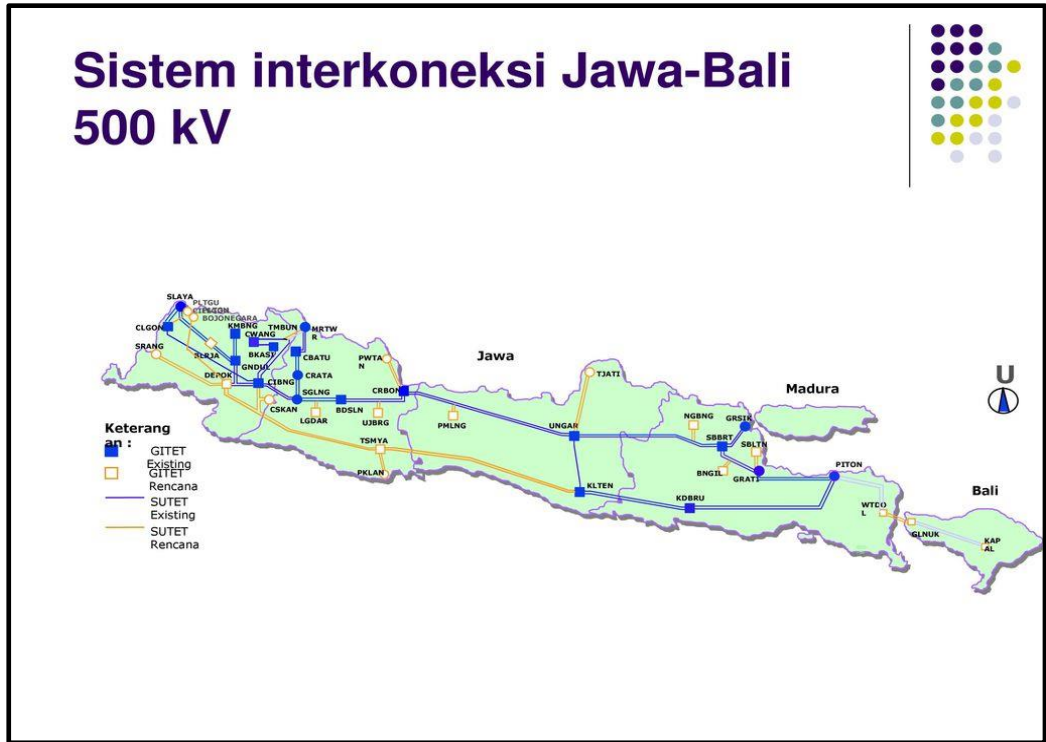 Sistem interkoneksi Jawa-Bali
500 kV
SLAYA
PLTGU
CILEGON
BOJONEGARA
CLGON
KMBNG
CWANG
TMBUN
MRTW
R
SRANG
SLRJA
BKASI
CBATU
PWTA
N
Jawa
GNDUL
DEPOK
CIBNG
CRATA
SGLNG
CRBON
TJATI
Madura
U
CSKAN
LGDAR
BDSLN
UJBRG
PMLNG
UNGAR
NGBNG
GRSIK
SBBRT
SBLTN
Keterang
an :
GITET
Existing
GITET
Rencana
SUTET
Existing
SUTET
Rencana
TSMYA
PKLAN
BNGIL
GRATI
PITON
KLTEN
KDBRU
Bali
WTDO
L
GLNUK
KAP
AL